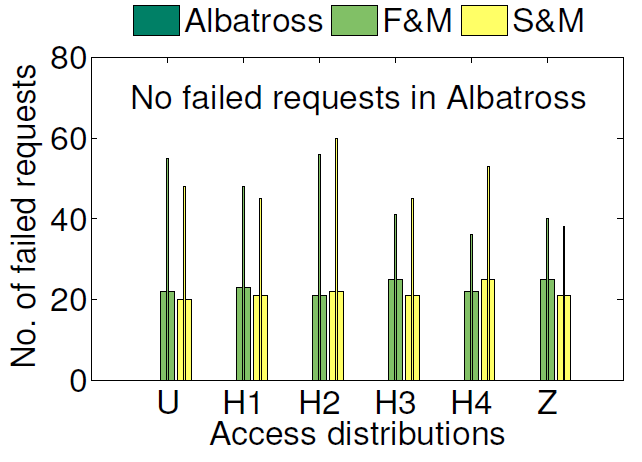 Albatross F&M S&M
No failed requests in Albatross
No. of failed requests
80
60
40
20
0
U H1 H2 H3 H4 Z
Access distributions